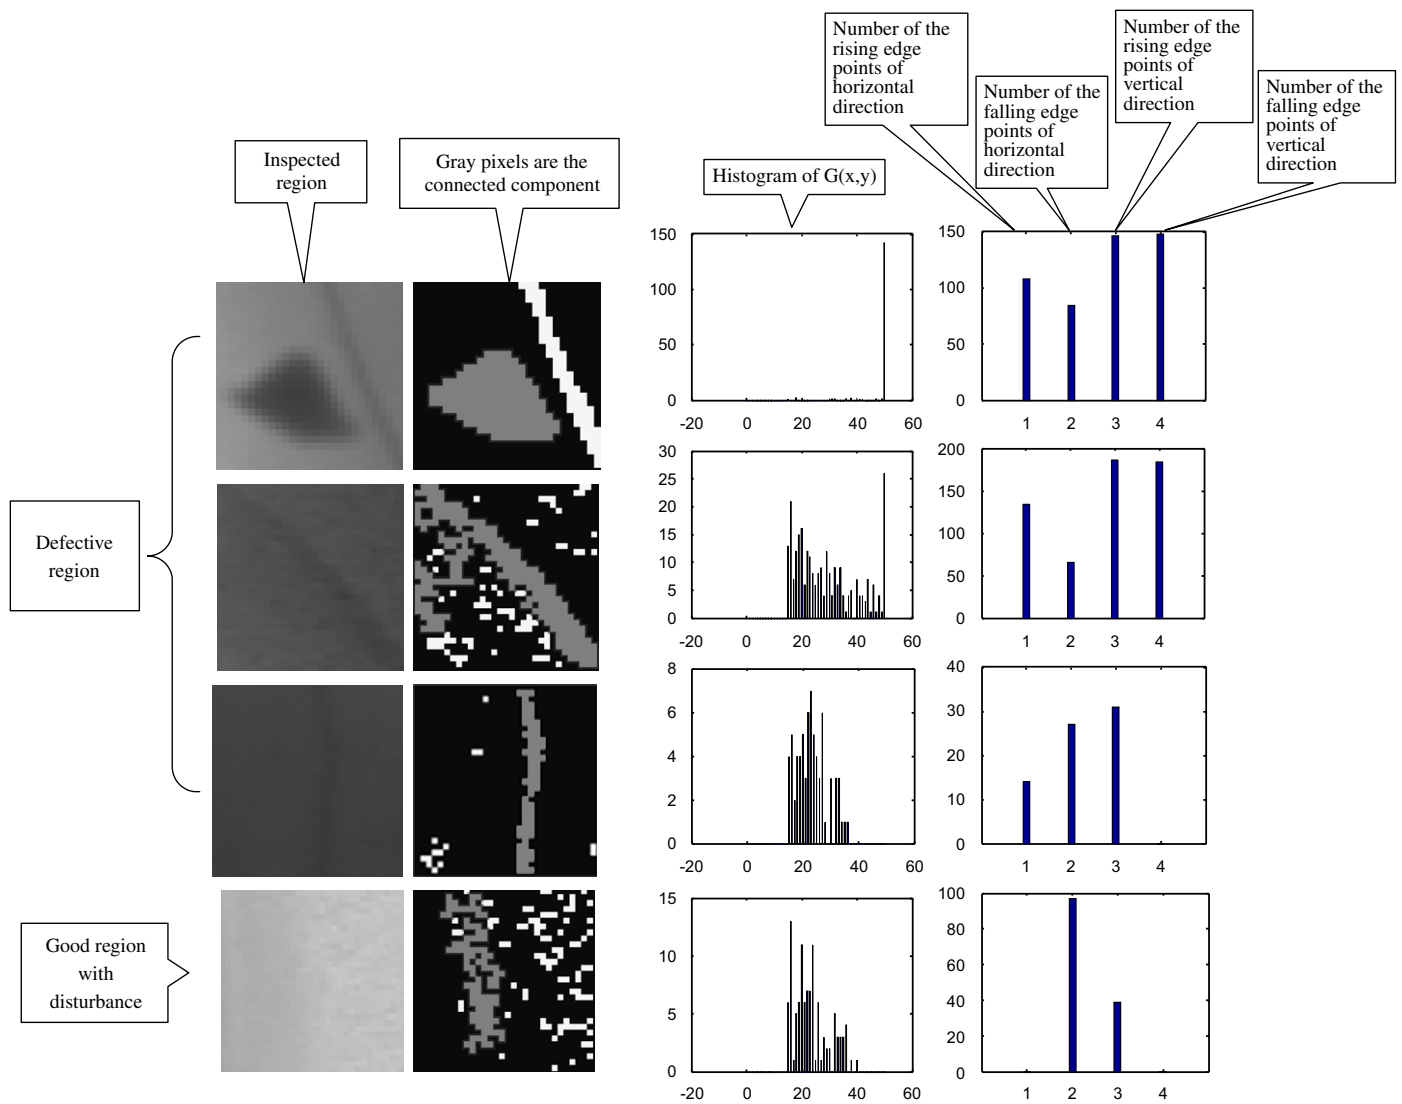 Number of the
rising edge
points of
horizontal
direction
Number of the
falling edge
points of
horizontal
direction
Number of the
rising edge
points of
vertical
direction
Number of the
falling edge
points of
vertical
direction
Inspected
region
Gray pixels are the
connected component
Histogram of G(x,y)
Defective
region
Good region
with
disturbance
150
100
50
0
-20 0 20 40 60
150
100
50
0
1 2 3 4
30
25
20
15
10
5
0
-20 0 20 40 60
200
150
100
50
0
1 2 3 4
8
6
4
2
0
-20 0 20 40 60
40
30
20
10
0
1 2 3 4
15
10
5
0
-20 0 20 40 60
100
80
60
40
20
0
1 2 3 4